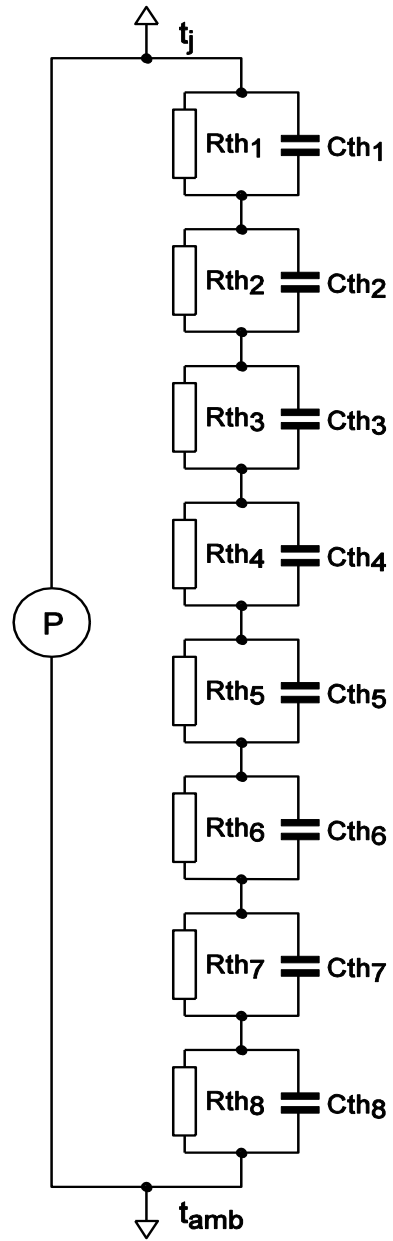 tj
Rth1 Cth1
Rth2 Cth2
Rth3 Cth3
Rth4 Cth4
P
Rth5 Cth5
Rth6 Cth6
Rth7 Cth7
Rth8 Cth8
tamb